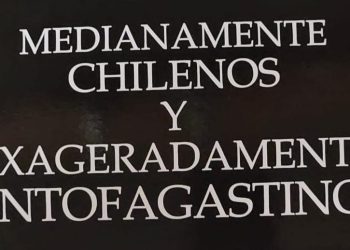 MEDIANAMENTE
CHILENOS
Y
XAGERADAMENT
NTOFAGASTINO